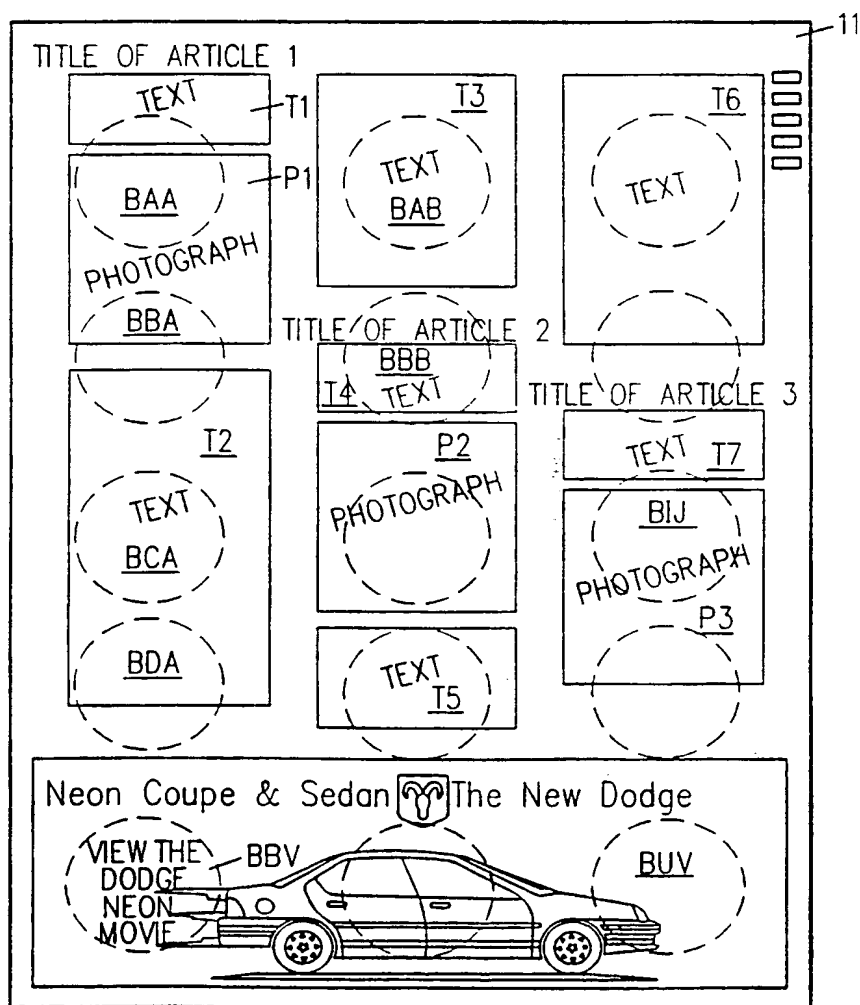 11
TITLE OF ARTICLE 1
TEXT
T1
P1
BAA
PHOTOGRAPH
BBA
T2
TEXT
BCA
BDA
T3
TEXT
BAB
TITLE OF ARTICLE 2
BBB
T4 TEXT
P2
PHOTOGRAPH
TEXT
T5
T6
TEXT
TITLE OF ARTICLE 3
TEXT T7
BIJ
PHOTOGRAPH
P3
Neon Coupe & Sedan The New Dodge
VIEW THE
DODGE
NEON
MOVIE
BBV
BUV